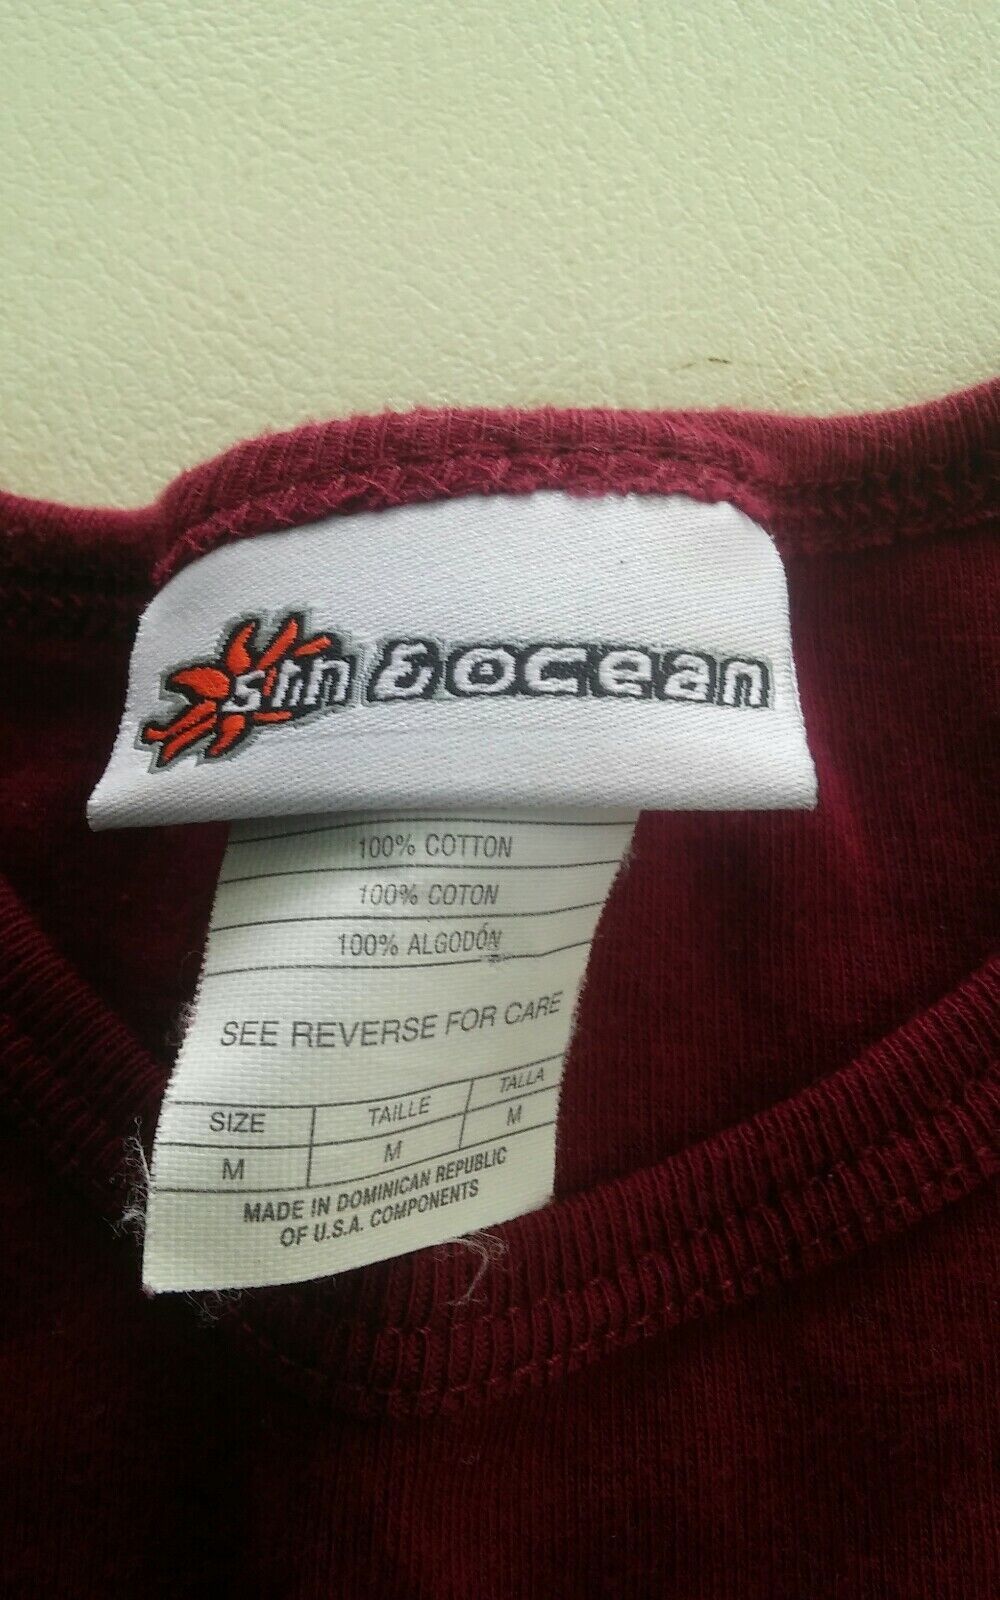 sun & ocean
100% COTTON
100% COTON
100% ALGODÓN
SEE REVERSE FOR CARE
SIZE TAILLE TALLA
M M M
MADE IN DOMINICAN REPUBLIC
OF U.S.A. COMPONENTS